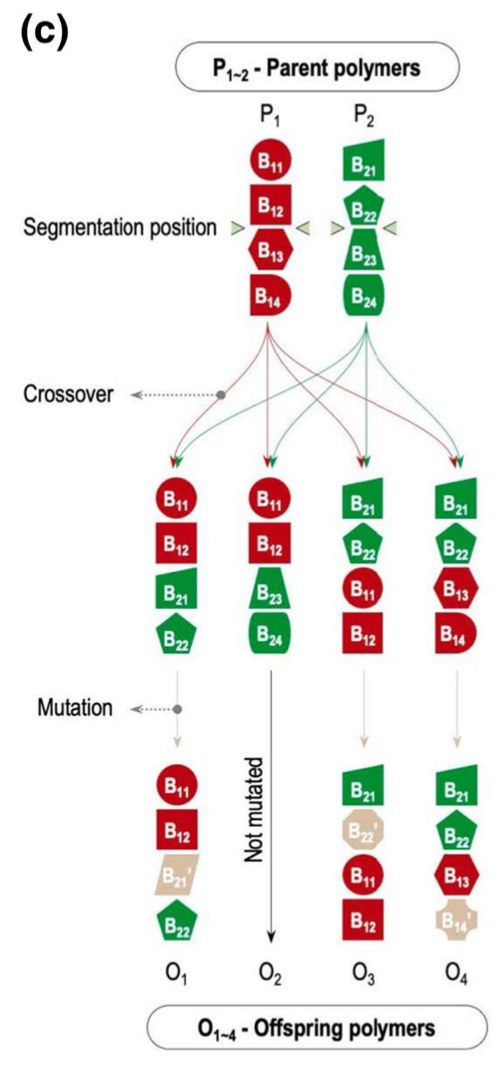 (c)
P1~2 - Parent polymers
P1 P2
B11 B21
B12 B22
Segmentation position
B13 B23
B14 B24
Crossover
B11 B11 B21 B21
B12 B12 B22 B22
B21 B23 B11 B13
B22 B24 B12 B14
Mutation
Not mutated
B11 B21 B21
B12 B22' B22
B21' B11 B13
B22 B12 B14'
O1 O2 O3 O4
O1~4 - Offspring polymers